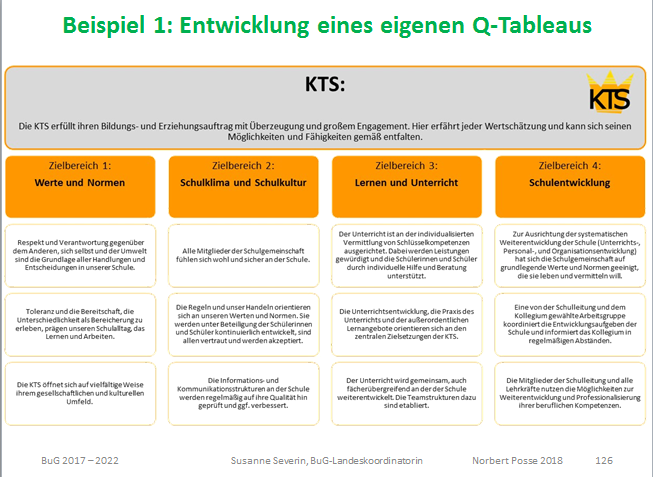 Beispiel 1: Entwicklung eines eigenen Q-Tableaus
KTS:
KTS
Die KTS erfüllt ihren Bildungs- und Erziehungsauftrag mit Überzeugung und großem Engagement. Hier erfährt jeder Wertschätzung und kann sich seinen
Möglichkeiten und Fähigkeiten gemäß entfalten.
Zielbereich 1:
Werte und Normen
Zielbereich 2:
Schulklima und Schulkultur
Zielbereich 3:
Lernen und Unterricht
Zielbereich 4:
Schulentwicklung
Respekt und Verantwortung gegenüber
dem Anderen, sich selbst und der Umwelt
sind die Grundlage aller Handlungen und
Entscheidungen in unserer Schule.
Alle Mitglieder der Schulgemeinschaft
fühlen sich wohl und sicher an der Schule.
Der Unterricht ist an der individualisierten
Vermittlung von Schlüsselkompetenzen
ausgerichtet. Dabei werden Leistungen
gewürdigt und die Schülerinnen und Schüler
durch individuelle Hilfe und Beratung
unterstützt.
Zur Ausrichtung der systematischen
Weiterentwicklung der Schule (Unterrichts-,
Personal-, und Organisationsentwicklung)
hat sich die Schulgemeinschaft auf
grundlegende Werte und Normen geeinigt,
die sie leben und vermitteln will.
Toleranz und die Bereitschaft, die
Unterschiedlichkeit als Bereicherung zu
erleben, prägen unseren Schulalltag, das
Lernen und Arbeiten.
Die Regeln und unser Handeln orientieren
sich an unseren Werten und Normen. Sie
werden unter Beteiligung der Schülerinnen
und Schüler kontinuierlich entwickelt, sind
allen vertraut und werden akzeptiert.
Die Unterrichtsentwicklung, die Praxis des
Unterrichts und der außerordentlichen
Lernangebote orientieren sich an den
zentralen Zielsetzungen der KTS.
Eine von der Schulleitung und dem
Kollegium gewählte Arbeitsgruppe
koordiniert die Entwicklungsaufgaben der
Schule und informiert das Kollegium in
regelmäßigen Abständen.
Die KTS öffnet sich auf vielfältige Weise
ihrem gesellschaftlichen und kulturellen
Umfeld.
Die Informations- und
Kommunikationsstrukturen an der Schule
werden regelmäßig auf ihre Qualität hin
geprüft und ggf. verbessert.
Der Unterricht wird gemeinsam, auch
fächerübergreifend an der der Schule
weiterentwickelt. Die Teamstrukturen dazu
sind etabliert.
Die Mitglieder der Schulleitung und alle
Lehrkräfte nutzen die Möglichkeiten zur
Weiterentwicklung und Professionalisierung
ihrer beruflichen Kompetenzen.
BuG 2017 – 2022
Susanne Severin, BuG-Landeskoordinatorin
Norbert Posse 2018
126